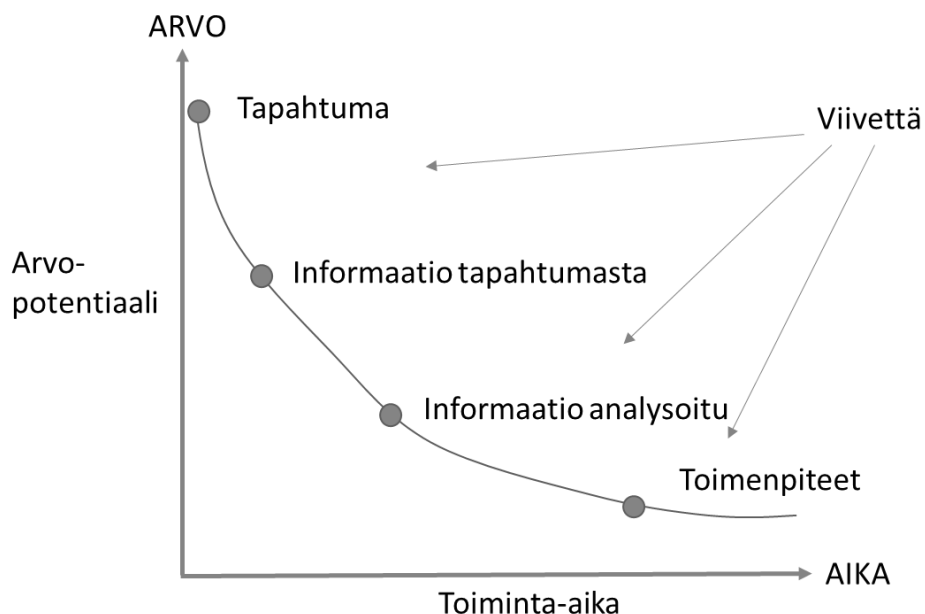 ARVO
Tapahtuma
Viivettä
Arvo-
potentiaali
Informaatio tapahtumasta
Informaatio analysoitu
Toimenpiteet
AIKA
Toiminta-aika